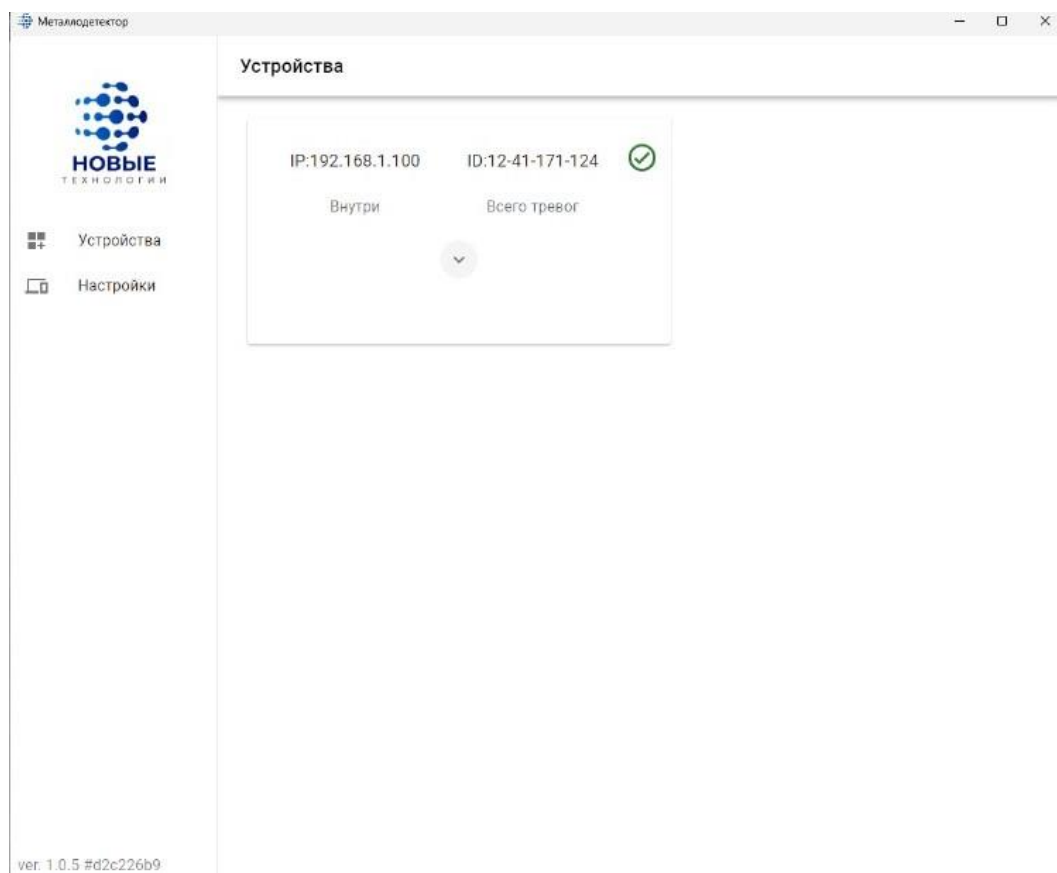 Металлодетектор
Устройства
НОВЫЕ
ТЕХНОЛОГИИ
Устройства
Настройки
IP:192.168.1.100 ID:12-41-171-124
Внутри Всего тревог
ver. 1.0.5 #d2c226b9